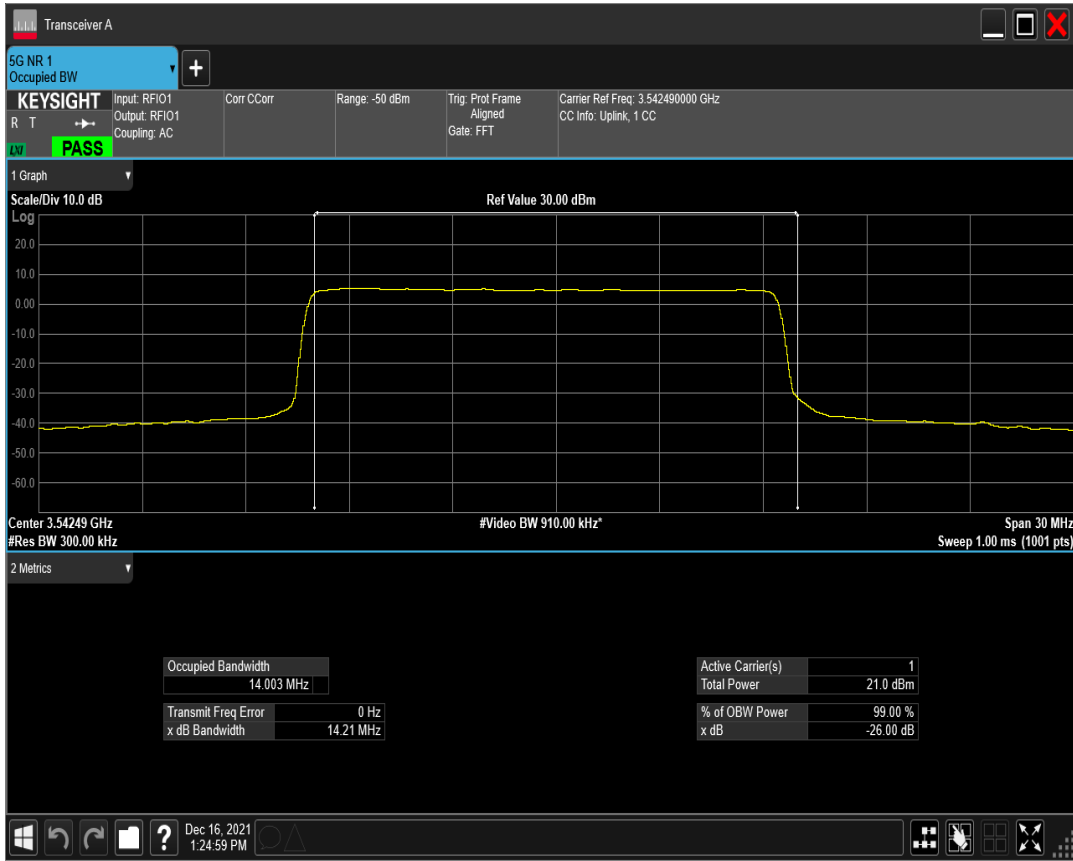 Transceiver A
5G NR 1
Occupied BW
+
KEYSIGHT
R T
LXI
PASS
Input: RFIO1
Output: RFIO1
Coupling: AC
Corr CCorr
Range: -50 dBm
Trig: Prot Frame
Aligned
Gate: FFT
Carrier Ref Freq: 3.542490000 GHz
CC Info: Uplink, 1 CC
1 Graph
Scale/Div 10.0 dB
Ref Value 30.00 dBm
Log
20.0
10.0
0.00
-10.0
-20.0
-30.0
-40.0
-50.0
-60.0
Center 3.54249 GHz
#Video BW 910.00 kHz*
Span 30 MHz
#Res BW 300.00 kHz
Sweep 1.00 ms (1001 pts)
2 Metrics
Occupied Bandwidth
14.003 MHz
Transmit Freq Error 0 Hz
x dB Bandwidth 14.21 MHz
Active Carrier(s) 1
Total Power 21.0 dBm
% of OBW Power 99.00 %
x dB -26.00 dB
?
Dec 16, 2021
1:24:59 PM